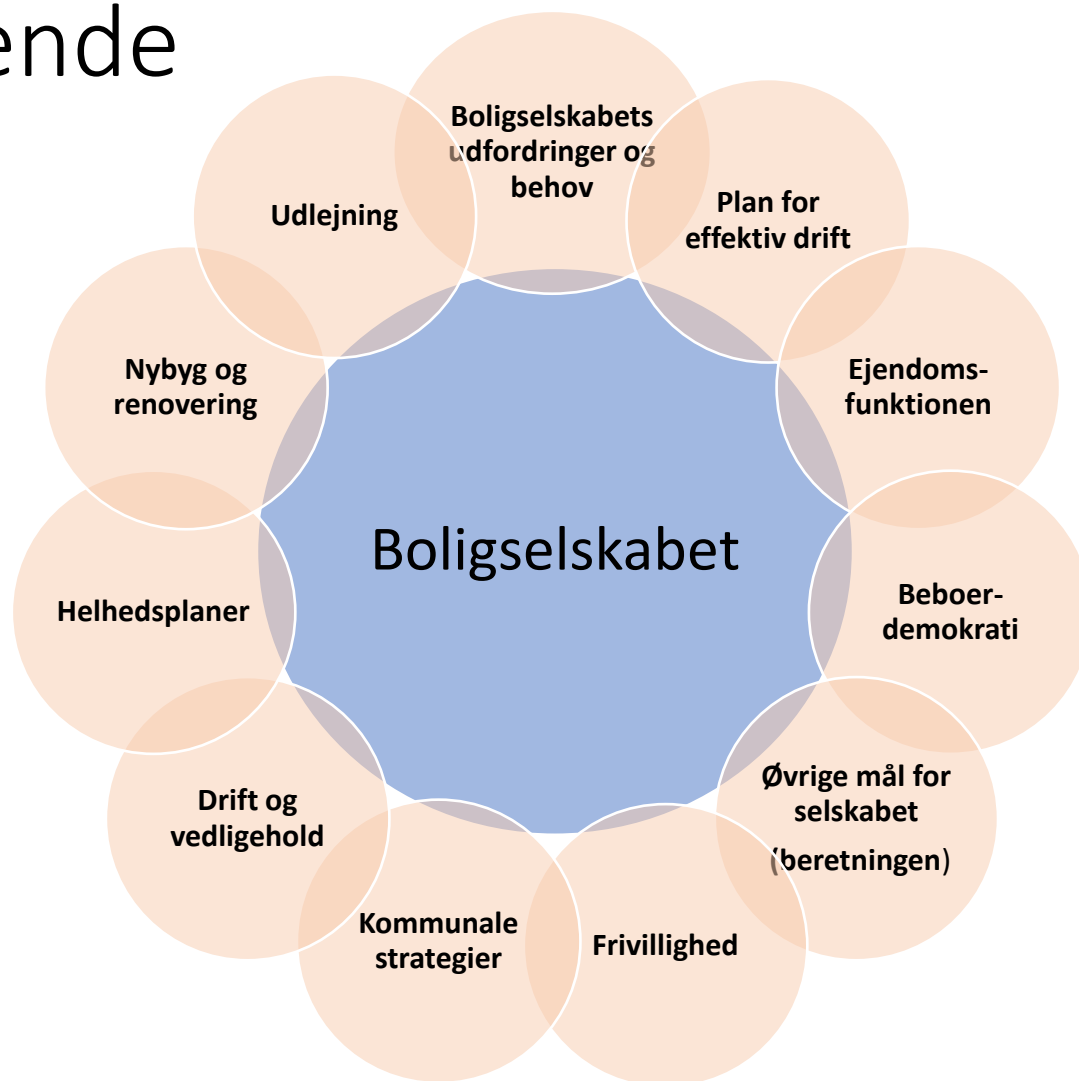 ende
Boligselskabets
udfordringer og
behov
Plan for
effektiv drift
Ejendoms-
funktionen
Beboer-
demokrati
Øvrige mål for
selskabet
(beretningen)
Frivillighed
Kommunale
strategier
Drift og
vedligehold
Helhedsplaner
Nybyg og
renovering
Udlejning
Boligselskabet